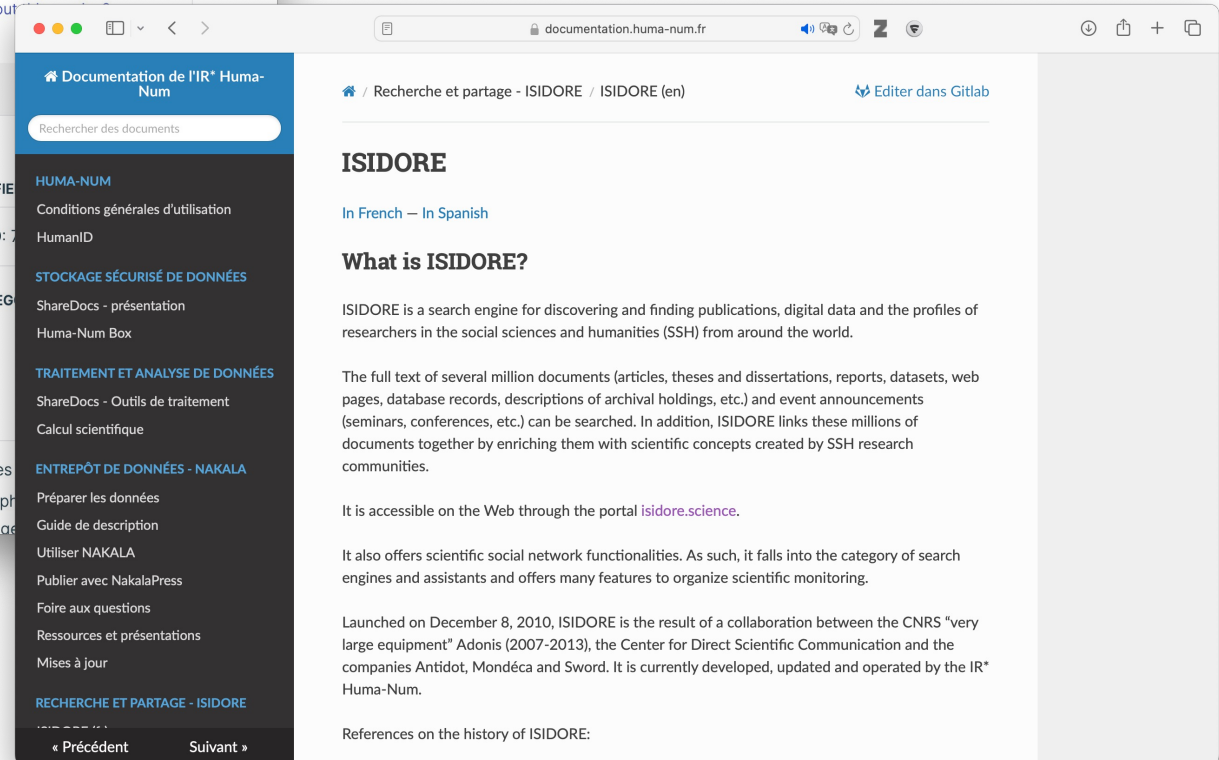 documentation.huma-num.fr
Documentation de l'IR* Huma-
Num
Rechercher des documents
HUMA-NUM
Conditions générales d'utilisation
HumanID
STOCKAGE SÉCURISÉ DE DONNÉES
ShareDocs - présentation
Huma-Num Box
TRAITEMENT ET ANALYSE DE DONNÉES
ShareDocs - Outils de traitement
Calcul scientifique
ENTREPÔT DE DONNÉES - NAKALA
Préparer les données
Guide de description
Utiliser NAKALA
Publier avec NakalaPress
Foire aux questions
Ressources et présentations
Mises à jour
RECHERCHE ET PARTAGE - ISIDORE
« Précédent Suivant »
/ Recherche et partage - ISIDORE / ISIDORE (en)
Editer dans Gitlab
ISIDORE
In French — In Spanish
What is ISIDORE?
ISIDORE is a search engine for discovering and finding publications, digital data and the profiles of
researchers in the social sciences and humanities (SSH) from around the world.
The full text of several million documents (articles, theses and dissertations, reports, datasets, web
pages, database records, descriptions of archival holdings, etc.) and event announcements
(seminars, conferences, etc.) can be searched. In addition, ISIDORE links these millions of
documents together by enriching them with scientific concepts created by SSH research
communities.
It is accessible on the Web through the portal isidore.science.
It also offers scientific social network functionalities. As such, it falls into the category of search
engines and assistants and offers many features to organize scientific monitoring.
Launched on December 8, 2010, ISIDORE is the result of a collaboration between the CNRS “very
large equipment” Adonis (2007-2013), the Center for Direct Scientific Communication and the
companies Antidot, Mondéca and Sword. It is currently developed, updated and operated by the IR*
Huma-Num.
References on the history of ISIDORE: